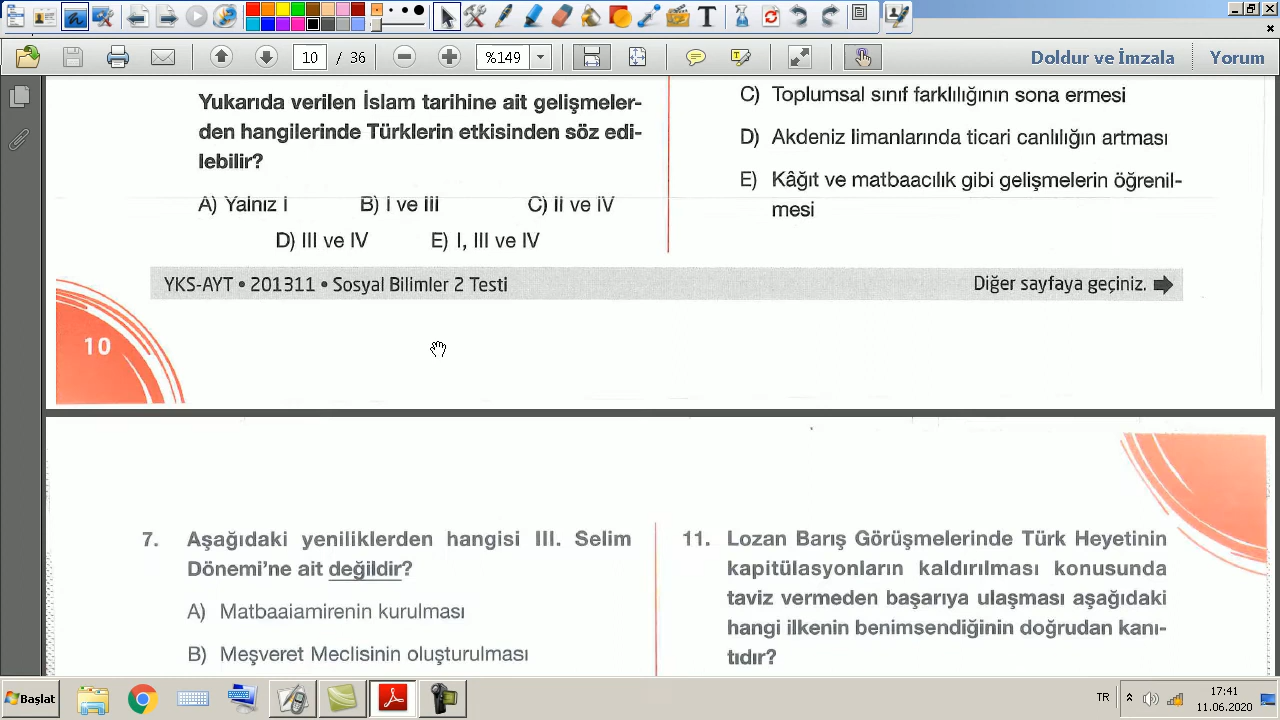 10 / 36
%149
Doldur ve İmzala
Yorum
Yukarıda verilen İslam tarihine ait gelişmeler-
den hangilerinde Türklerin etkisinden söz edi-
lebilir?
A) Yalnız I B) I ve III C) II ve IV
D) III ve IV E) I, III ve IV
C) Toplumsal sınıf farklılığının sona ermesi
D) Akdeniz limanlarında ticari canlılığın artması
E) Kâğıt ve matbaacılık gibi gelişmelerin öğrenil-
mesi
YKS-AYT • 201311 • Sosyal Bilimler 2 Testi
Diğer sayfaya geçiniz.
10
7. Aşağıdaki yeniliklerden hangisi III. Selim
Dönemi’ne ait değildir?
A) Matbaaiamirenin kurulması
B) Meşveret Meclisinin oluşturulması
11. Lozan Barış Görüşmelerinde Türk Heyetinin
kapitülasyonların kaldırılması konusunda
taviz vermeden başarıya ulaşması aşağıdaki
hangi ilkenin benimsendiğinin doğrudan kanı-
tıdır?
Başlat
TR
17:41
11.06.2020